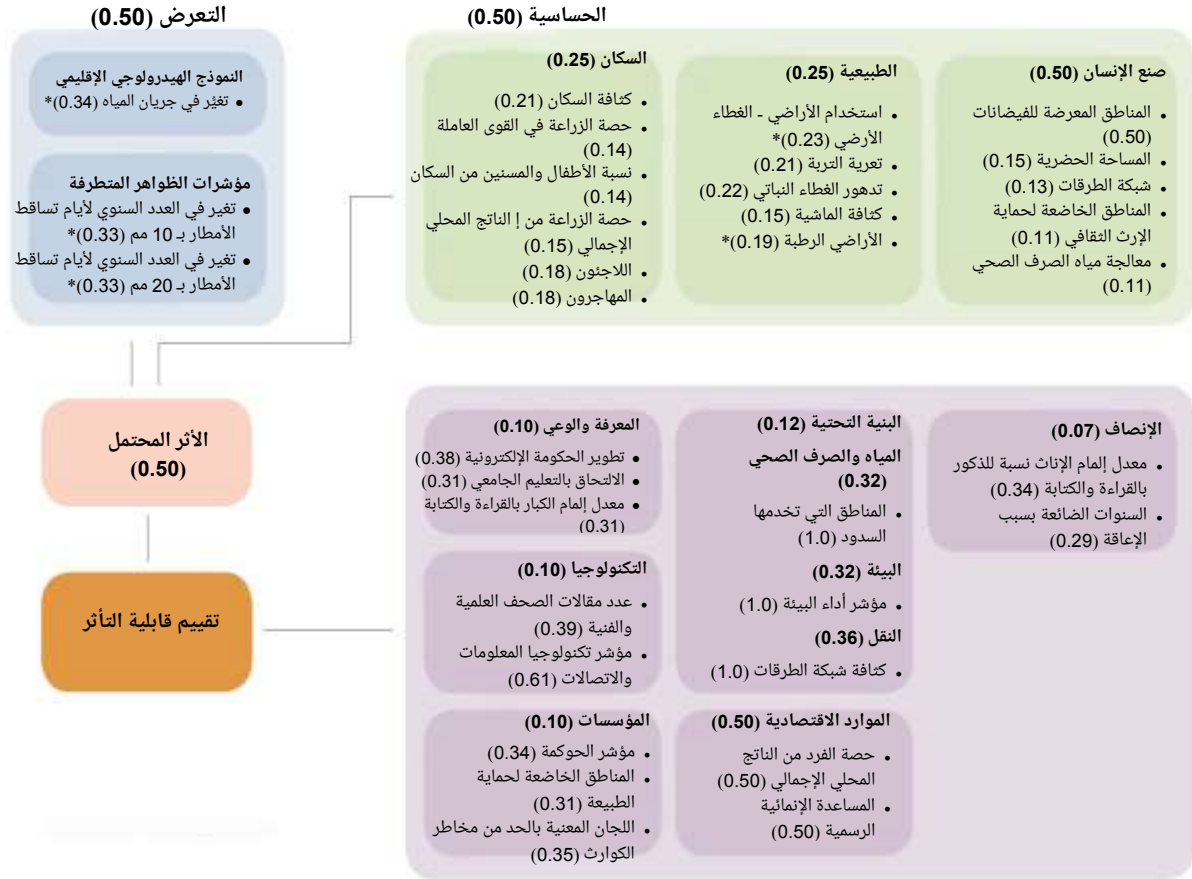 التعرض (0.50)
النموذج الهيدرولوجي الإقليمي
• تغيُّر في جريان المياه (0.34)*
مؤشرات الظواهر المتطرفة
• تغير في العدد السنوي لأيام تساقط
الأمطار بـ 10 مم (0.33)*
• تغير في العدد السنوي لأيام تساقط
الأمطار بـ 20 مم (0.33)*
الحساسية (0.50)
السكان (0.25)
• كثافة السكان (0.21)
• حصة الزراعة في القوى العاملة
(0.14)
• نسبة الأطفال والمسنين من السكان
(0.14)
• حصة الزراعة من إ الناتج المحلي
الإجمالي (0.15)
• اللاجئون (0.18)
• المهاجرون (0.18)
الطبيعية (0.25)
• استخدام الأراضي - الغطاء
الأرضي (0.23)*
• تعرية التربة (0.21)
• تدهور الغطاء النباتي (0.22)
• كثافة الماشية (0.15)
• الأراضي الرطبة (0.19)*
صنع الإنسان (0.50)
• المناطق المعرضة للفيضانات
(0.50)
• المساحة الحضرية (0.15)
• شبكة الطرقات (0.13)
• المناطق الخاضعة لحماية
الإرث الثقافي (0.11)
• معالجة مياه الصرف الصحي
(0.11)
الأثر المحتمل
(0.50)
تقييم قابلية التأثر
المعرفة والوعي (0.10)
• تطوير الحكومة الإلكترونية (0.38)
• الالتحاق بالتعليم الجامعي (0.31)
• معدل إلمام الكبار بالقراءة والكتابة
(0.31)
التكنولوجيا (0.10)
• عدد مقالات الصحف العلمية
والفنية (0.39)
• مؤشر تكنولوجيا المعلومات
والاتصالات (0.61)
المؤسسات (0.10)
• مؤشر الحوكمة (0.34)
• المناطق الخاضعة لحماية
الطبيعة (0.31)
• اللجان المعنية بالحد من مخاطر
الكوارث (0.35)
البنية التحتية (0.12)
المياه والصرف الصحي
(0.32)
• المناطق التي تخدمها
السدود (1.0)
البيئة (0.32)
• مؤشر أداء البيئة (1.0)
النقل (0.36)
• كثافة شبكة الطرقات (1.0)
الموارد الاقتصادية (0.50)
• حصة الفرد من الناتج
المحلي الإجمالي (0.50)
• المساعدة الإنمائية
الرسمية (0.50)
الإنصاف (0.07)
• معدل إلمام الإناث نسبة للذكور
بالقراءة والكتابة (0.34)
• السنوات الضائعة بسبب
الإعاقة (0.29)